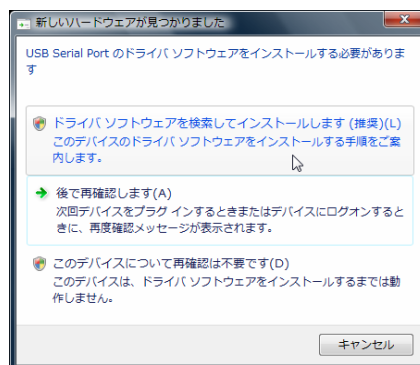 新しいハードウェアが見つかりました
USB Serial Port のドライバ ソフトウェアをインストールする必要がありま
す
ドライバ ソフトウェアを検索してインストールします (推奨)(L)
このデバイスのドライバ ソフトウェアをインストールする手順をご案
内します。
後で再確認します(A)
次回デバイスをプラグ インするときまたはデバイスにログオンすると
きに、再度確認メッセージが表示されます。
このデバイスについて再確認は不要です(D)
このデバイスは、ドライバ ソフトウェアをインストールするまでは動
作しません。
キャンセル